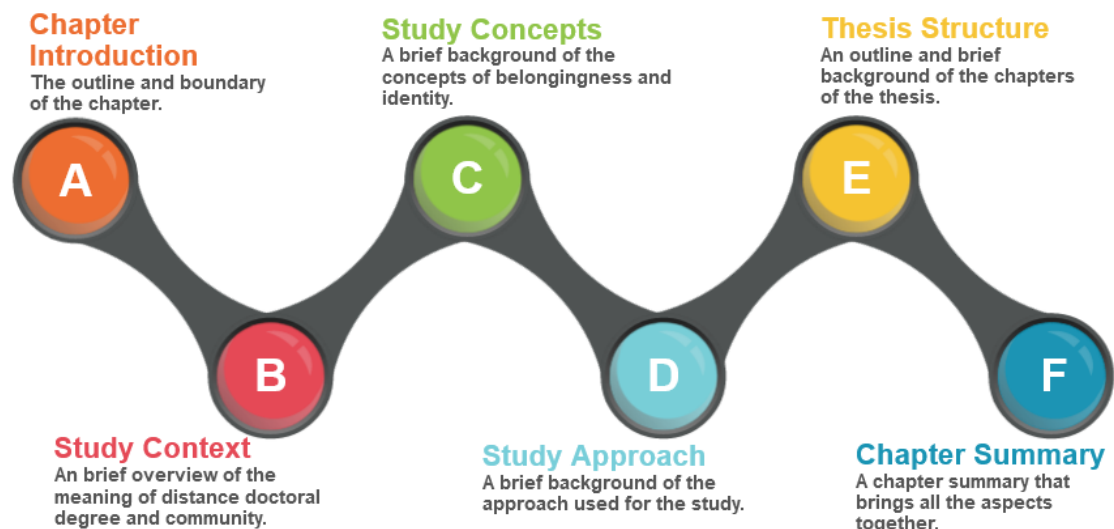 A
Chapter
Introduction
The outline and boundary
of the chapter.
B
Study Context
An brief overview of the
meaning of distance doctoral
degree and community.
C
Study Concepts
A brief background of the
concepts of belongingness and
identity.
D
Study Approach
A brief background of the
approach used for the study.
E
Thesis Structure
An outline and brief
background of the chapters
of the thesis.
F
Chapter Summary
A chapter summary that
brings all the aspects
together.